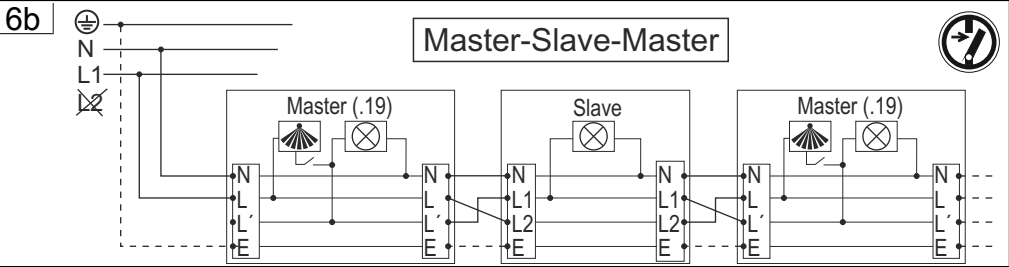 6b
Master-Slave-Master
N
L1
L2
Master (.19)
Slave
Master (.19)
N N N N N N
L L L1 L1 L L
L´ L´ L2 L2 L´ L´
E E E E E E